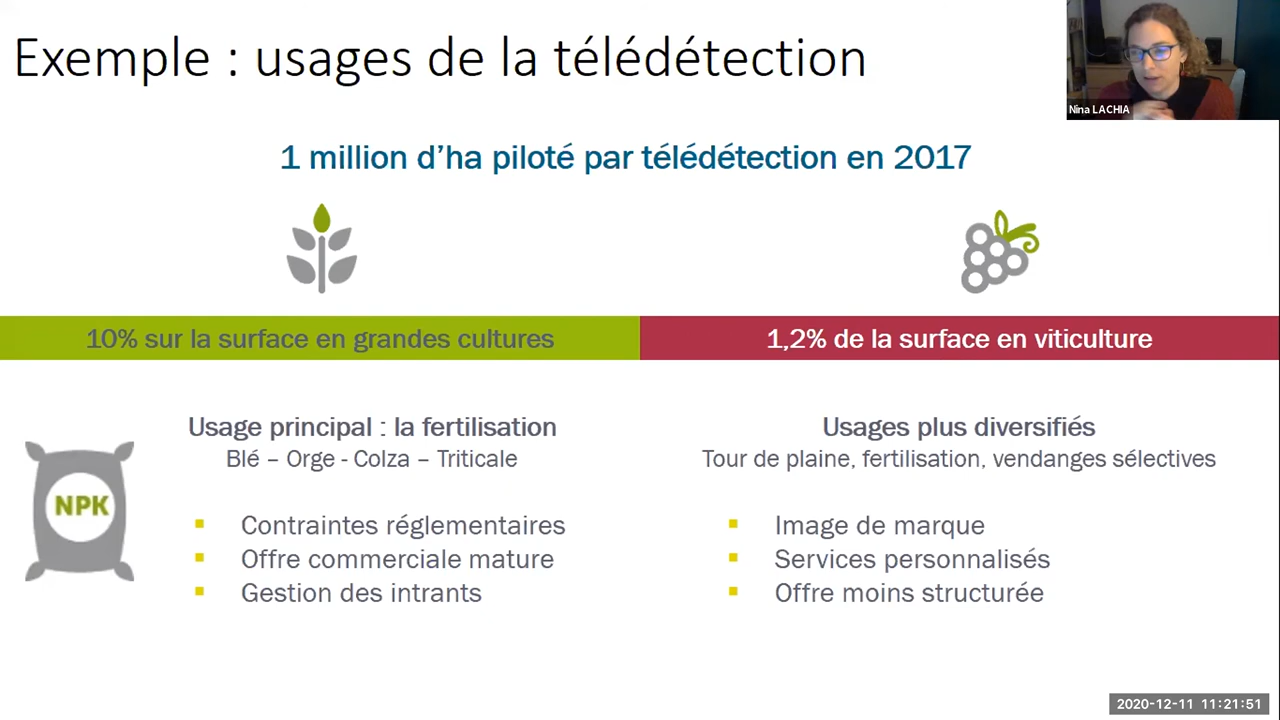 Exemple : usages de la télédétection
Nina LACHIA
1 million d’ha piloté par télédétection en 2017
10% sur la surface en grandes cultures
1,2% de la surface en viticulture
Usage principal : la fertilisation
Blé – Orge - Colza – Triticale
NPK
Contraintes réglementaires
Offre commerciale mature
Gestion des intrants
Usages plus diversifiés
Tour de plaine, fertilisation, vendanges sélectives
Image de marque
Services personnalisés
Offre moins structurée
2020-12-11 11:21:51